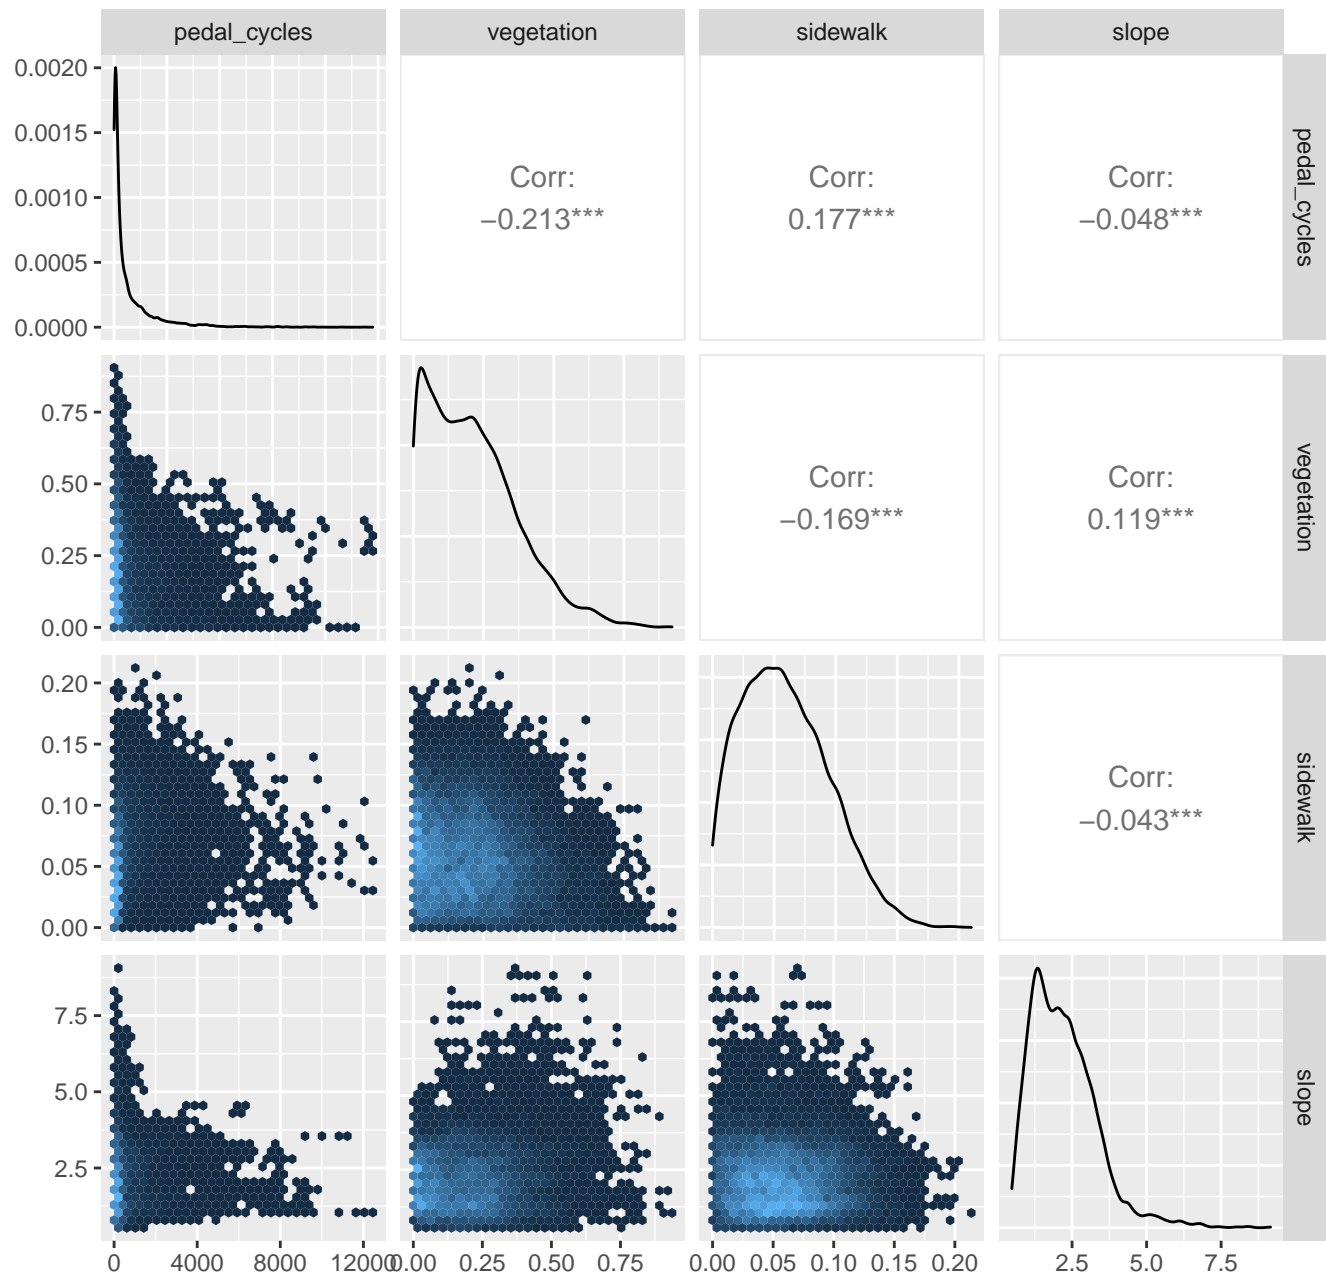 pedal_cycles vegetation sidewalk slope
0.0020
0.0015
0.0010
0.0005
0.0000
Corr:
−0.213***
Corr:
0.177***
Corr:
−0.048***
pedal_cycles
0.75
0.50
0.25
0.00
Corr:
−0.169***
Corr:
0.119***
vegetation
0.20
0.15
0.10
0.05
0.00
Corr:
−0.043***
sidewalk
7.5
5.0
2.5
slope
0 4000 8000 12000
0.00 0.25 0.50 0.75
0.00 0.05 0.10 0.15 0.20
2.5 5.0 7.5